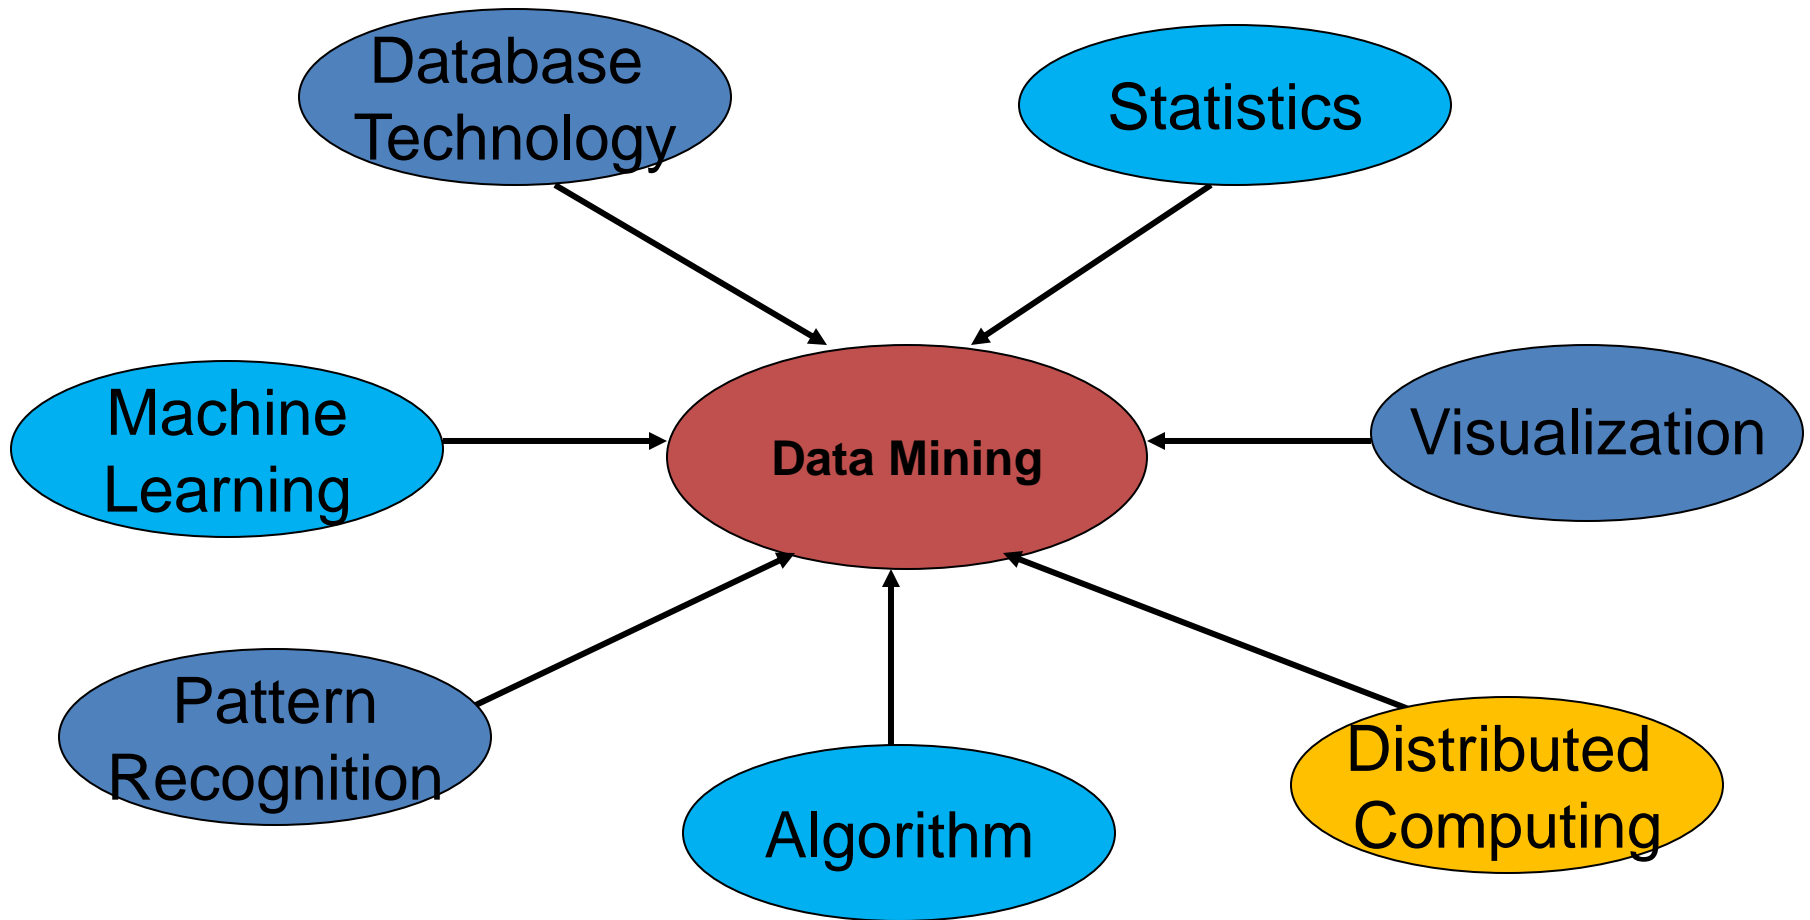 Database
Technology
Statistics
Machine
Learning
Data Mining
Visualization
Pattern
Recognition
Algorithm
Distributed
Computing